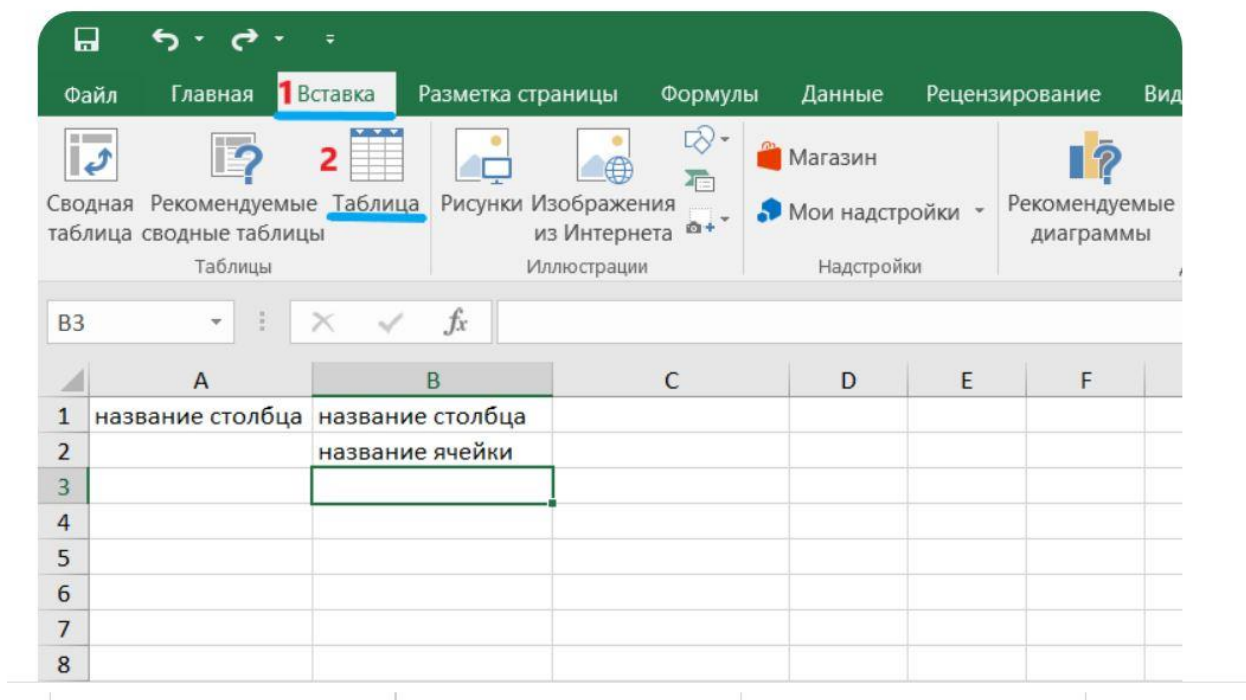 Файл Главная 1 Вставка Разметка страницы Формулы Данные Рецензирование Вид
2
Сводная таблица
Рекомендуемые сводные таблицы
Таблица
Рисунки
Изображения из Интернета
Магазин
Мои надстройки
Рекомендуемые диаграммы
Таблицы Иллюстрации Надстройки
B3 fx
A B C D E F
1 название столбца название столбца
2 название ячейки
3
4
5
6
7
8